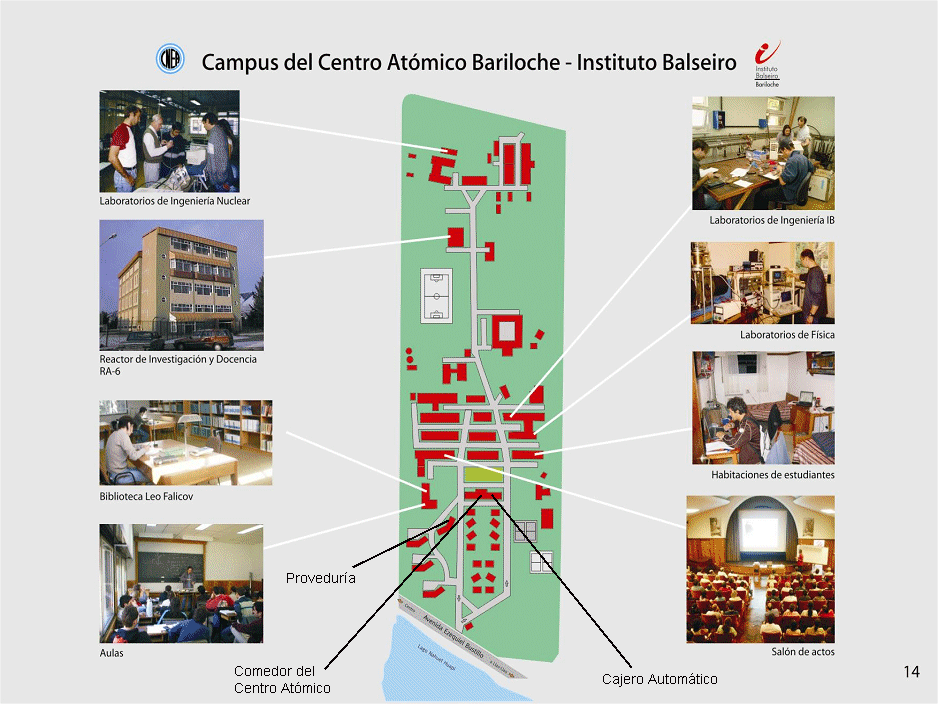 CNEA
Campus del Centro Atómico Bariloche - Instituto Balseiro
Instituto
Balseiro
Bariloche
Laboratorios de Ingeniería Nuclear
Laboratorios de Ingeniería IB
Laboratorios de Física
Reactor de Investigación y Docencia
RA-6
Habitaciones de estudiantes
Biblioteca Leo Falicov
Proveduría
Aulas
Salón de actos
Centro
Avenida Ezequiel Bustillo
Lago Nahuel Huapi
Comedor del
Centro Atómico
Cajero Automático
14